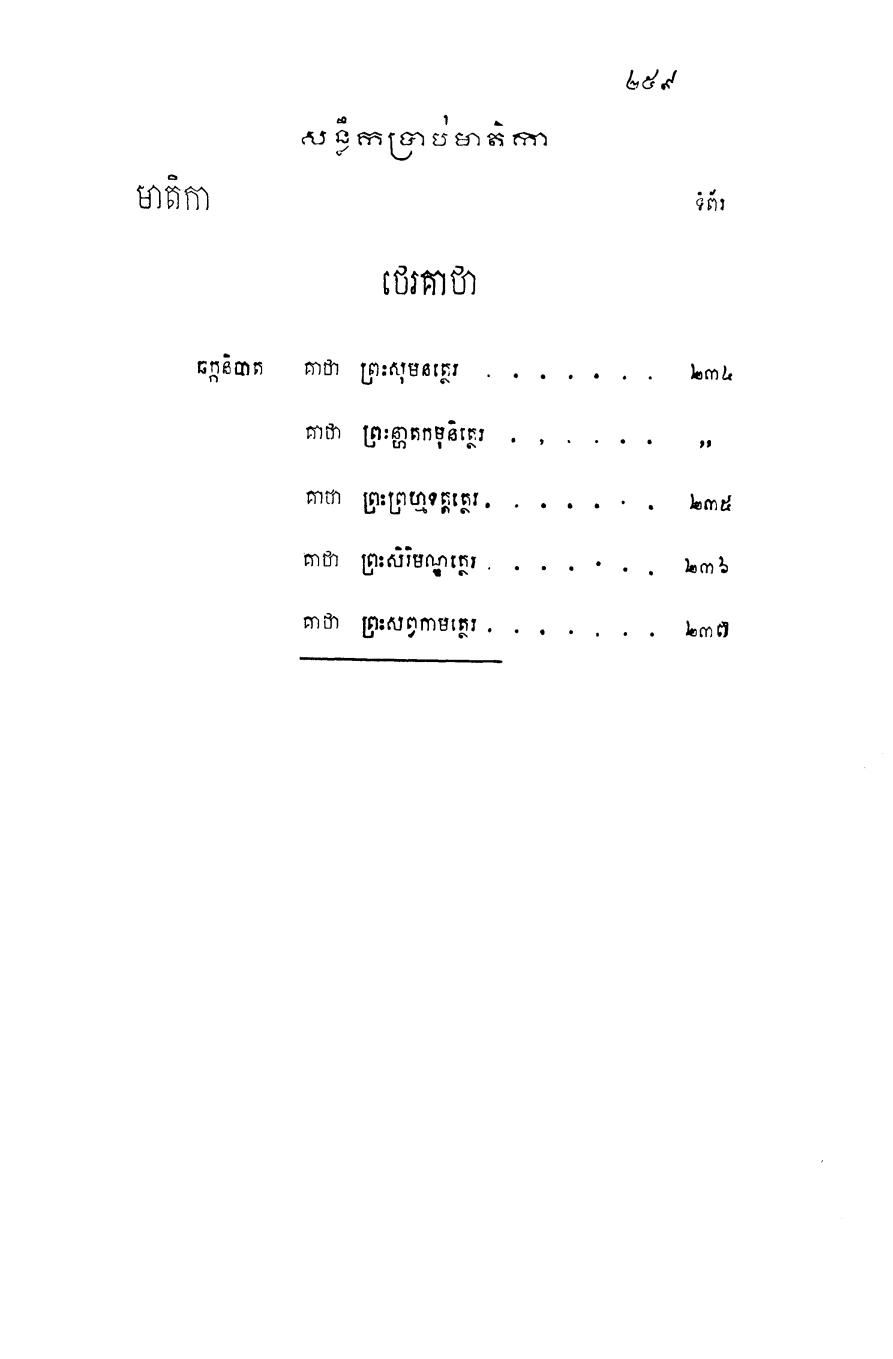 ២៥៩
សន្លឹកទ្រាប់មាតិកា
មាតិកា ទំព័រ
ថេរគាថា
ឆក្កនិបាត គាថា ព្រះសុមនត្ថេរ . . . . . . . ២៣៤
គាថា ព្រះន្ហាតកមុនិត្ថេរ . . . . . . ,,
គាថា ព្រះព្រហ្មទត្តត្ថេរ . . . . . . . ២៣៥
គាថា ព្រះសិរិមណ្ឌត្ថេរ . . . . . . . ២៣៦
គាថា ព្រះសព្វកាមត្ថេរ . . . . . . . ២៣៧